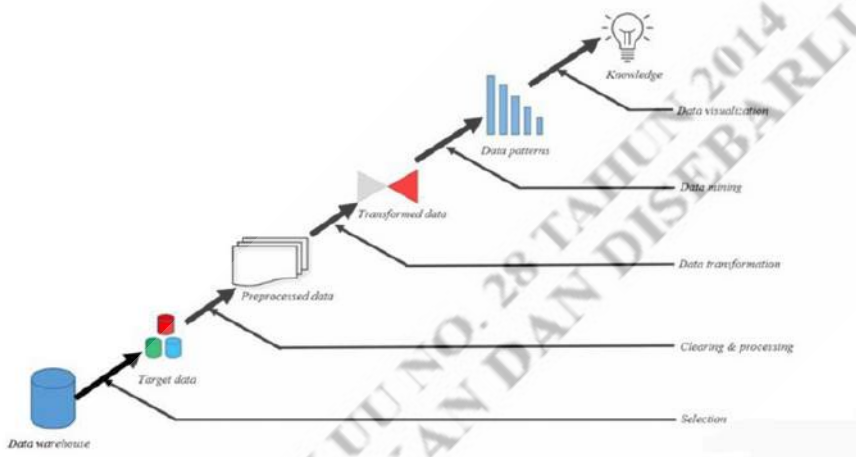 Knowledge
Data visualization
Data patterns
Data mining
Transformed data
Data transformation
Preprocessed data
Clearing & processing
Target data
Selection
Data warehouse
UU NO. 28 TAHUN 2014
KAN DAN DISEBARLU